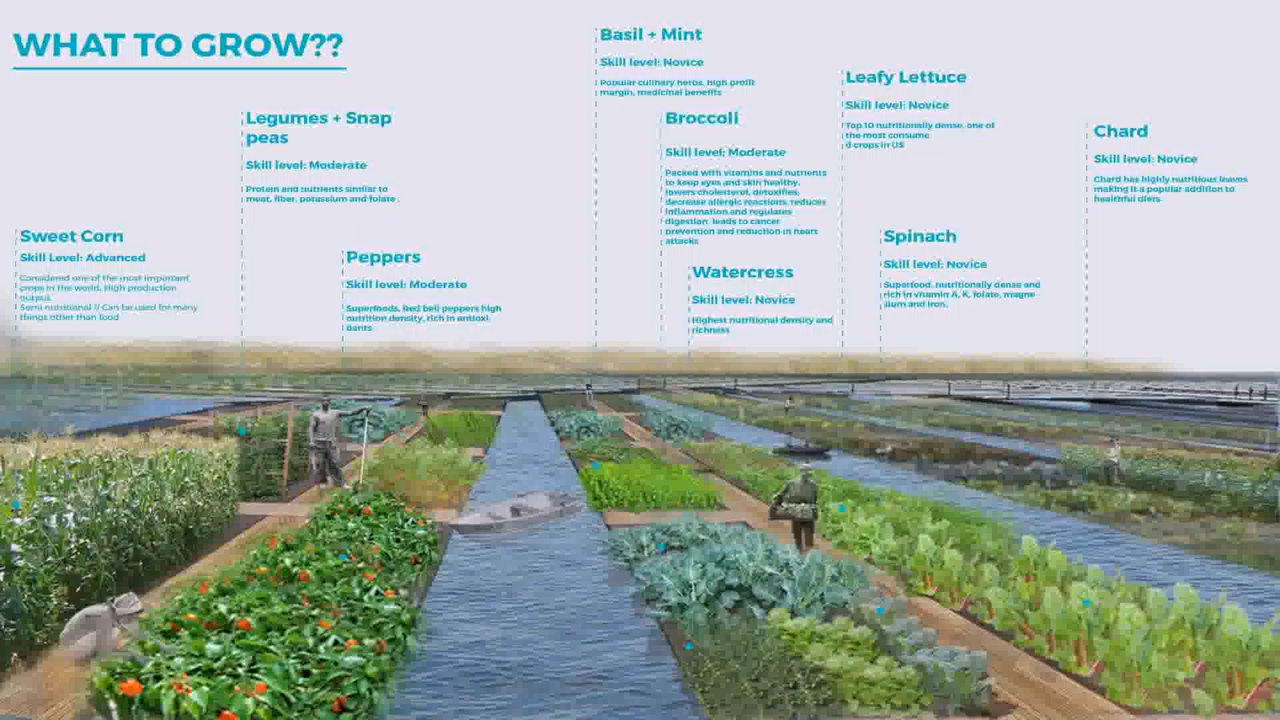 WHAT TO GROW??
Basil + Mint
Skill level: Novice
Popular culinary herbs, high profit
margin, medicinal benefits
Leafy Lettuce
Skill level: Novice
Top 10 nutritionally dense, one of
the most consume
d crops in US
Legumes + Snap
peas
Skill level: Moderate
Protein and nutrients similar to
meat, fiber, potassium and folate .
Broccoli
Skill level: Moderate
Packed with vitamins and nutrients
to keep eyes and skin healthy,
lowers cholesterol, detoxifies,
decrease allergic reactions, reduces
inflammation and regulates
digestion, leads to cancer
prevention and reduction in heart
attacks
Chard
Skill level: Novice
Chard has highly nutritious leaves
making it a popular addition to
healthful diets
Sweet Corn
Skill Level: Advanced
Considered one of the most important
crops in the world. High production
output.
Semi nutritional // Can be used for many
things other than food
Peppers
Skill level: Moderate
Superfoods, Red bell peppers high
nutrition density, rich in antioxi-
dants
Watercress
Skill level: Novice
Highest nutritional density and
richness
Spinach
Skill level: Novice
Superfood, nutritionally dense and
rich in vitamin A, K, folate, magne-
sium and iron.